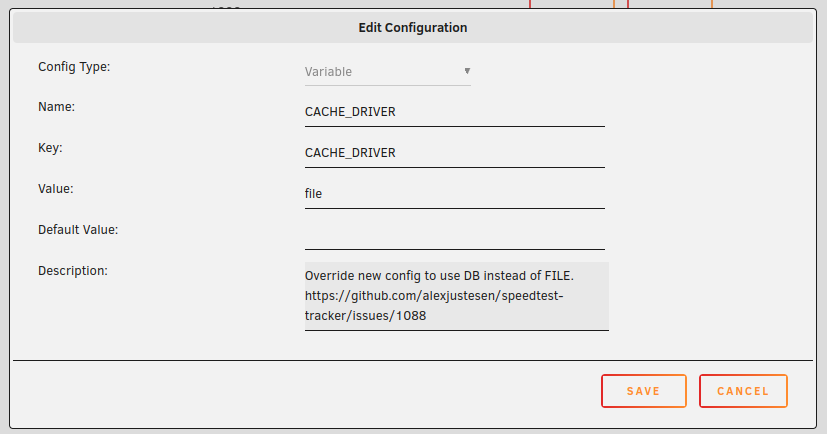 Edit Configuration
Config Type:
Variable
Name:
CACHE_DRIVER
Key:
CACHE_DRIVER
Value:
file
Default Value:
Description:
Override new config to use DB instead of FILE.
https://github.com/alexjustesen/speedtest-
tracker/issues/1088
SAVE
CANCEL